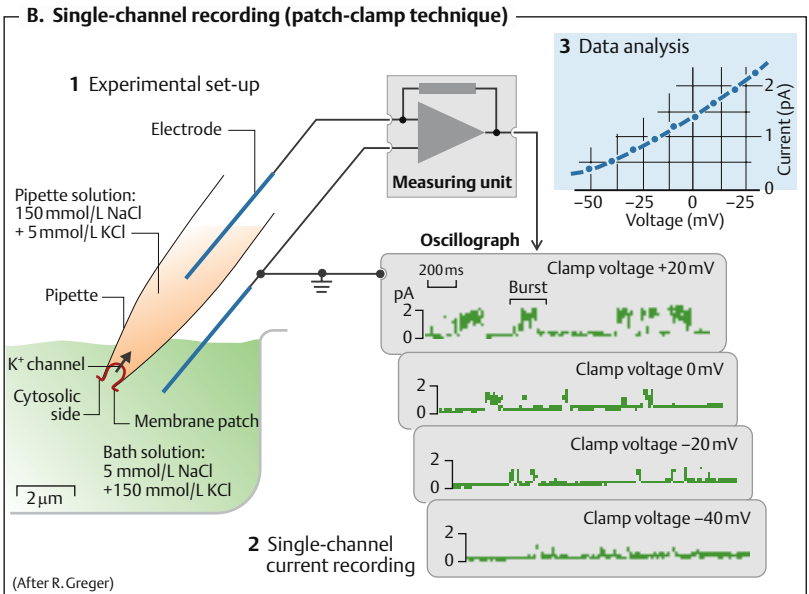 B. Single-channel recording (patch-clamp technique)
1 Experimental set-up
Electrode
Pipette solution:
150 mmol/L NaCl
+ 5 mmol/L KCl
Pipette
K⁺ channel
Cytosolic
side
Membrane patch
Bath solution:
5 mmol/L NaCl
+150 mmol/L KCl
2 µm
(After R. Greger)
Measuring unit
3 Data analysis
2
1
0
Current (pA)
−50
−25
0
−25
Voltage (mV)
Oscillograph
200 ms
Burst
Clamp voltage +20 mV
pA
2
0
Clamp voltage 0 mV
2
0
Clamp voltage −20 mV
2
0
Clamp voltage −40 mV
2
0
2 Single-channel
current recording